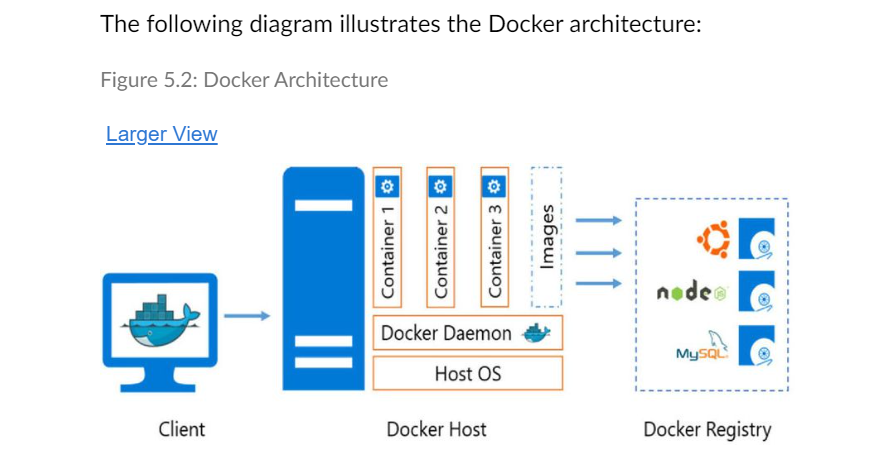 The following diagram illustrates the Docker architecture:
Figure 5.2: Docker Architecture
Larger View
Container 1
Container 2
Container 3
Images
Docker Daemon
Host OS
node
MySQL
Client
Docker Host
Docker Registry